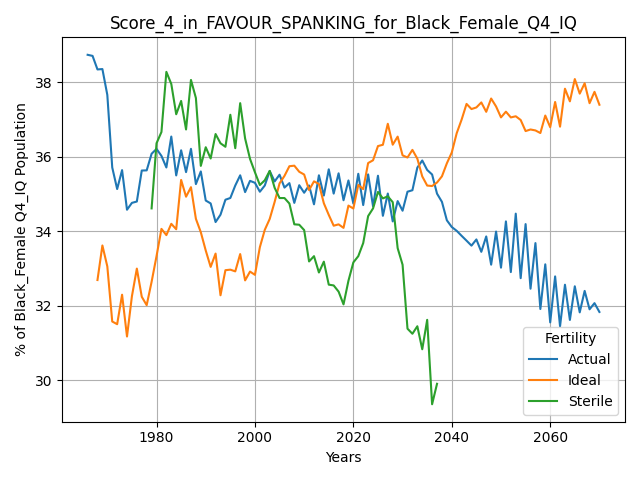 Score_4_in_FAVOUR_SPANKING_for_Black_Female_Q4_IQ
% of Black_Female Q4_IQ Population
38
36
34
32
30
Fertility
Actual
Ideal
Sterile
1980 2000 2020 2040 2060
Years